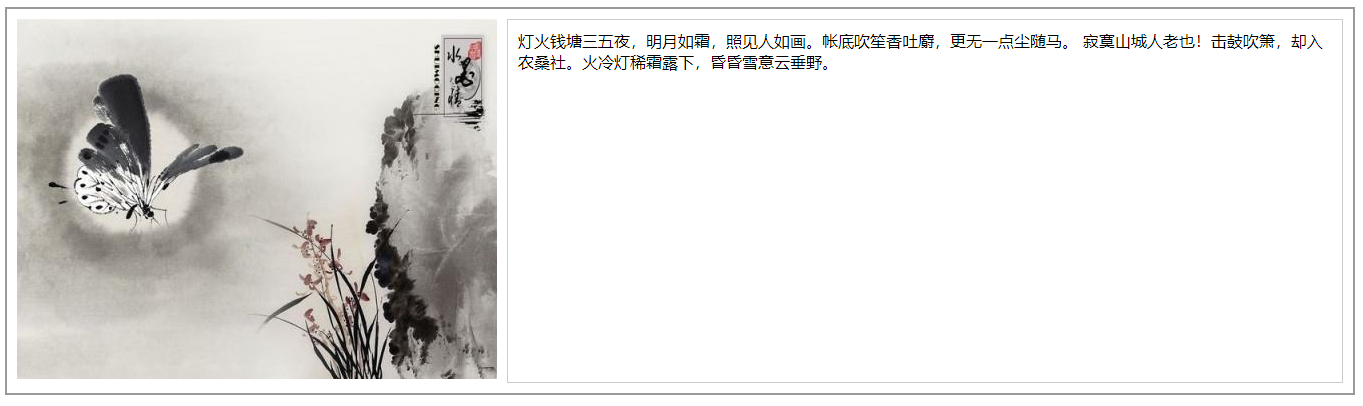 水墨情
灯火钱塘三五夜，明月如霜，照见人如画。帐底吹笙香吐麝，更无一点尘随马。 寂寞山城人老也！击鼓吹箫，却入
农桑社。火冷灯稀霜露下，昏昏雪意云垂野。